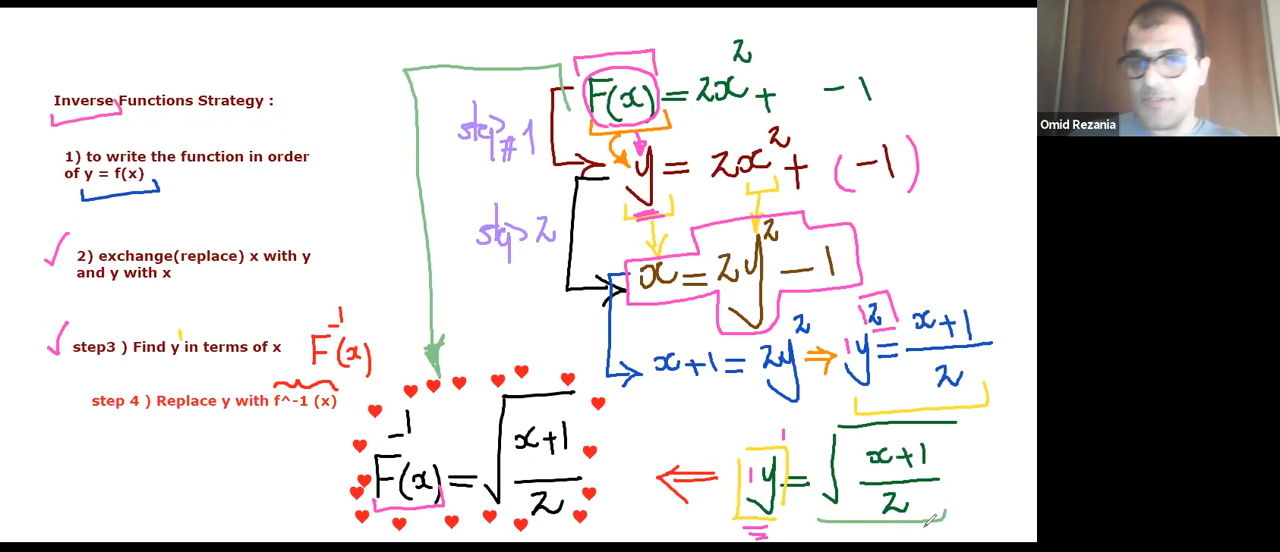 Inverse Functions Strategy :
1) to write the function in order
of y = f(x)
2) exchange(replace) x with y
and y with x
step3 ) Find y in terms of x
F⁻¹(x)
step 4 ) Replace y with f^-1 (x)
F(x) = 2x² + -1
step #1
y = 2x² + (-1)
step 2
x = 2y² - 1
x+1 = 2y² ⇒ y² = (x+1)/2
y = √((x+1)/2)
⇐
F⁻¹(x) = √((x+1)/2)
Omid Rezania